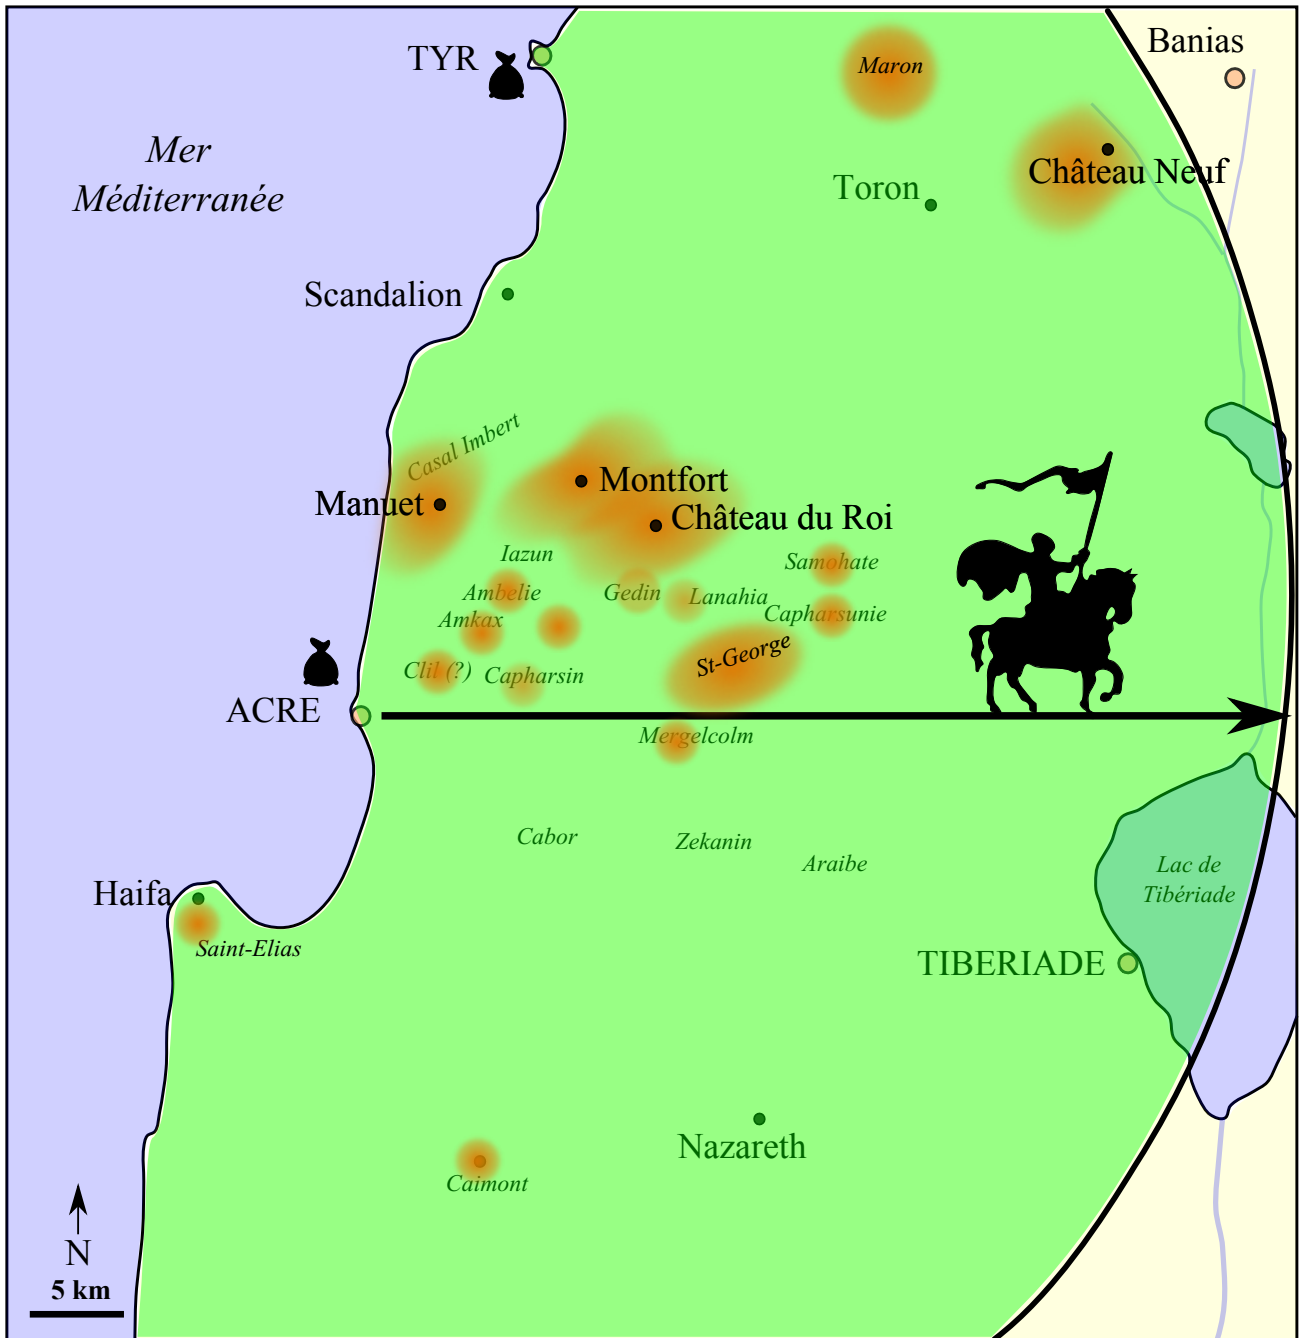 Banias
TYR
Maron
Mer
Méditerranée
Château Neuf
Toron
Scandalion
Casal Imbert
Montfort
Manuet
Château du Roi
Iazun
Samohate
Ambelie
Gedin
Lanahia
Capharsunie
Amkax
St-George
Clil (?)
Capharsin
ACRE
Mergelcolm
Cabor
Zekanin
Araibe
Lac de
Tibériade
Haifa
Saint-Elias
TIBERIADE
Nazareth
Caimont
N
5 km